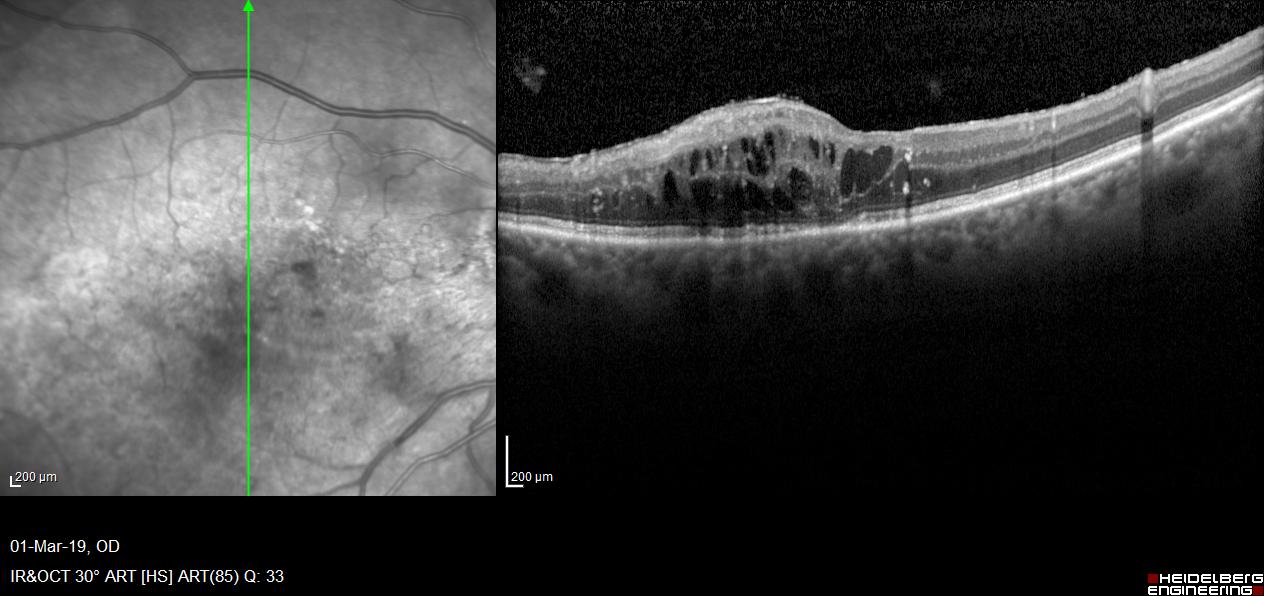 200 µm
200 µm
01-Mar-19, OD
IR&OCT 30° ART [HS] ART(85) Q: 33
HEIDELBERG
ENGINEERING